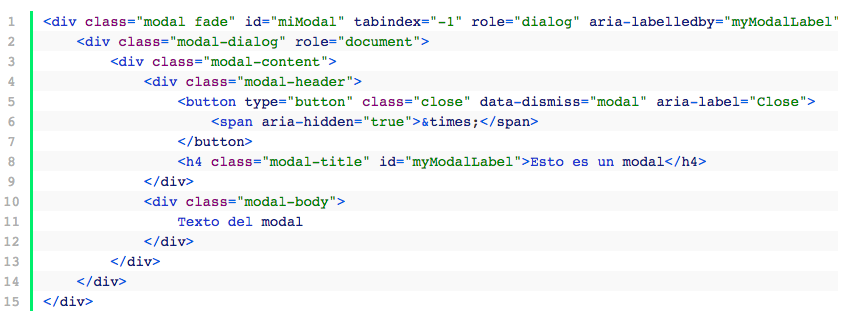 1 <div class="modal fade" id="miModal" tabindex="-1" role="dialog" aria-labelledby="myModalLabel"
2 <div class="modal-dialog" role="document">
3 <div class="modal-content">
4 <div class="modal-header">
5 <button type="button" class="close" data-dismiss="modal" aria-label="Close">
6 <span aria-hidden="true">&times;</span>
7 </button>
8 <h4 class="modal-title" id="myModalLabel">Esto es un modal</h4>
9 </div>
10 <div class="modal-body">
11 Texto del modal
12 </div>
13 </div>
14 </div>
15 </div>